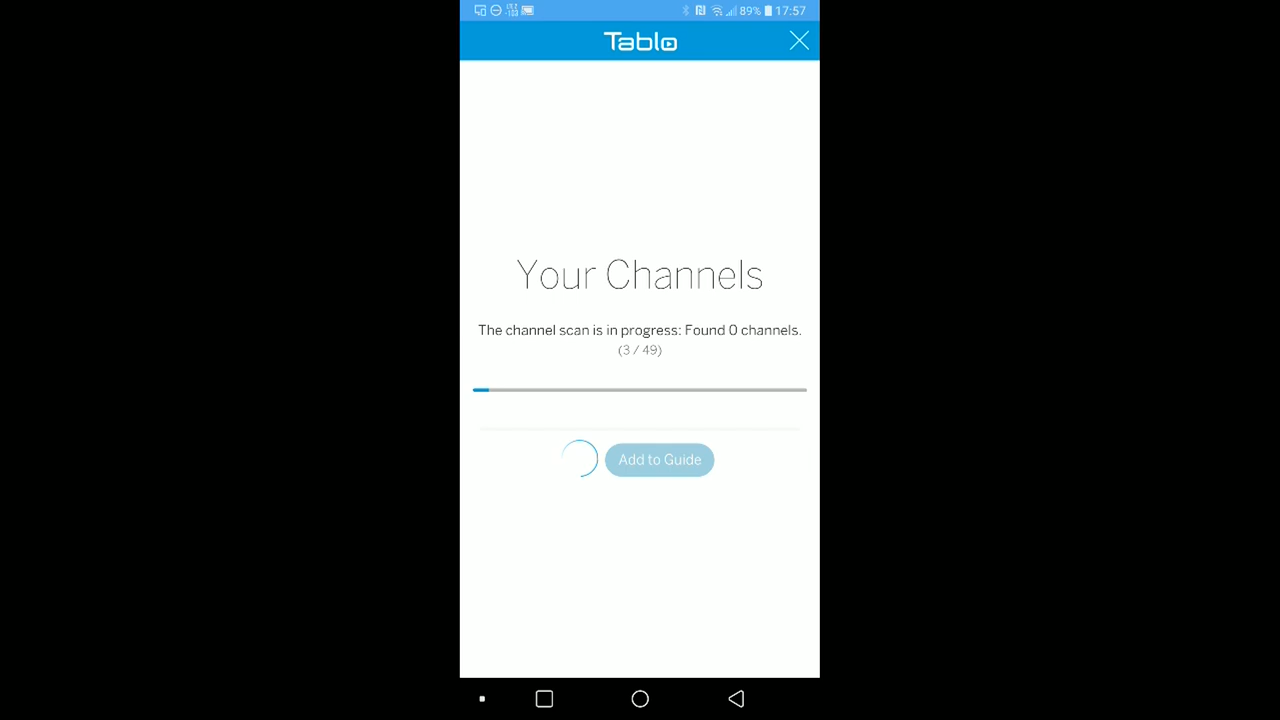 89% 17:57
Tablo
Your Channels
The channel scan is in progress: Found 0 channels.
(3 / 49)
Add to Guide